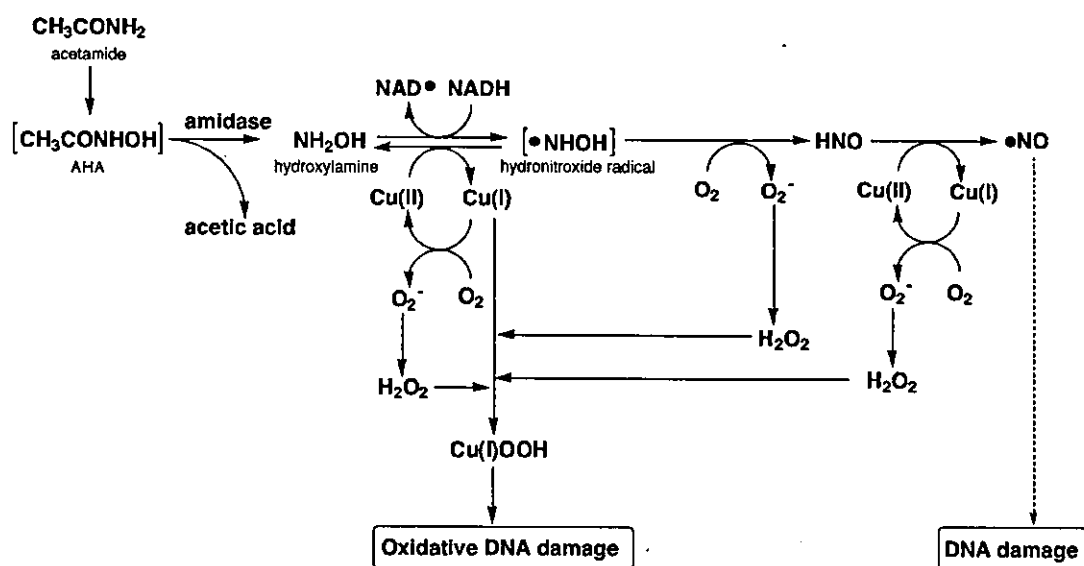 CH3CONH2
acetamide
NAD• NADH
[CH3CONHOH]
AHA
amidase
acetic acid
NH2OH
hydroxylamine
[•NHOH]
hydronitroxide radical
HNO
•NO
O2 O2-
Cu(II) Cu(I)
Cu(II) Cu(I)
O2- O2
O2- O2
H2O2
H2O2
H2O2
Cu(I)OOH
Oxidative DNA damage
DNA damage